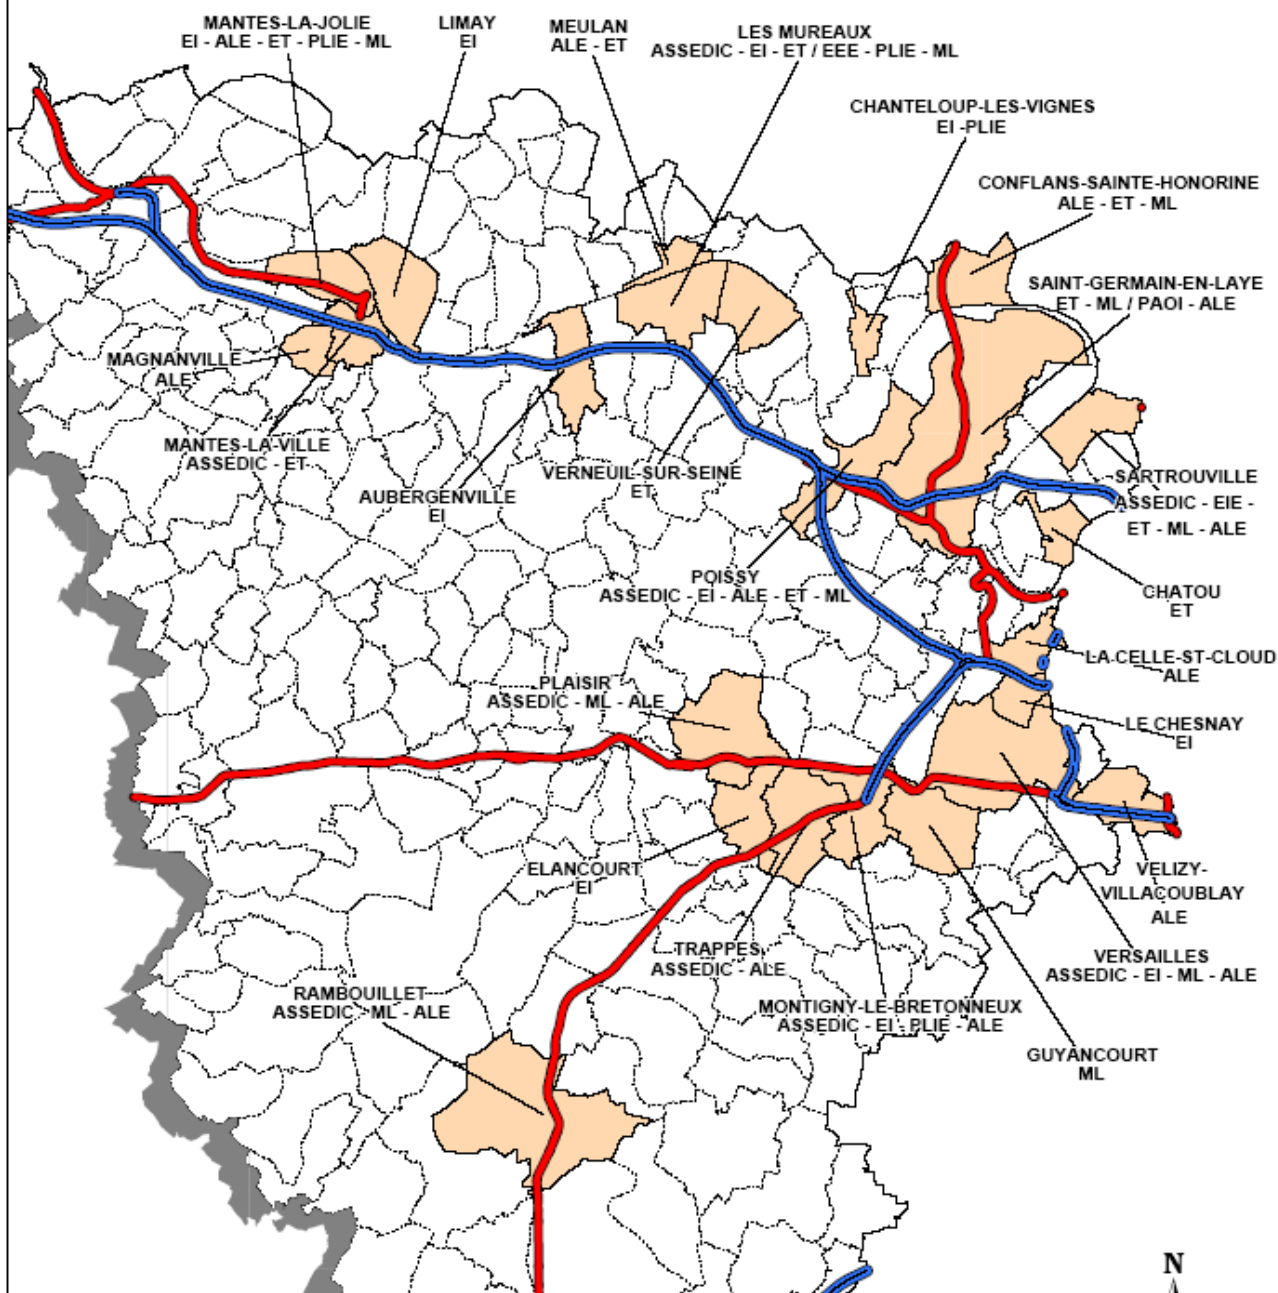 MANTES-LA-JOLIE
EI - ALE - ET - PLIE - ML
LIMAY
EI
MEULAN
ALE - ET
LES MUREAUX
ASSEDIC - EI - ET / EEE - PLIE - ML
CHANTELOUP-LES-VIGNES
EI -PLIE
CONFLANS-SAINTE-HONORINE
ALE - ET - ML
SAINT-GERMAIN-EN-LAYE
ET - ML / PAOI - ALE
MAGNANVILLE
ALE
MANTES-LA-VILLE
ASSEDIC - ET
AUBERGENVILLE
EI
VERNEUIL-SUR-SEINE
ET
SARTROUVILLE
ASSEDIC - EIE -
ET - ML - ALE
POISSY
ASSEDIC - EI - ALE - ET - ML
CHATOU
ET
LA-CELLE-ST-CLOUD
ALE
PLAISIR
ASSEDIC - ML - ALE
LE CHESNAY
EI
ELANCOURT
EI
VELIZY-
VILLACOUBLAY
ALE
TRAPPES
ASSEDIC - ALE
VERSAILLES
ASSEDIC - EI - ML - ALE
RAMBOUILLET
ASSEDIC - ML - ALE
MONTIGNY-LE-BRETONNEUX
ASSEDIC - EI - PLIE - ALE
GUYANCOURT
ML
N